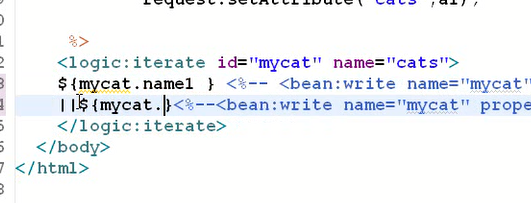 request.setAttribute("cats",al);
%>
<logic:iterate id="mycat" name="cats">
${mycat.name1 } <%-- <bean:write name="mycat"
||${mycat.}<%--<bean:write name="mycat" prope
</logic:iterate>
</body>
</html>